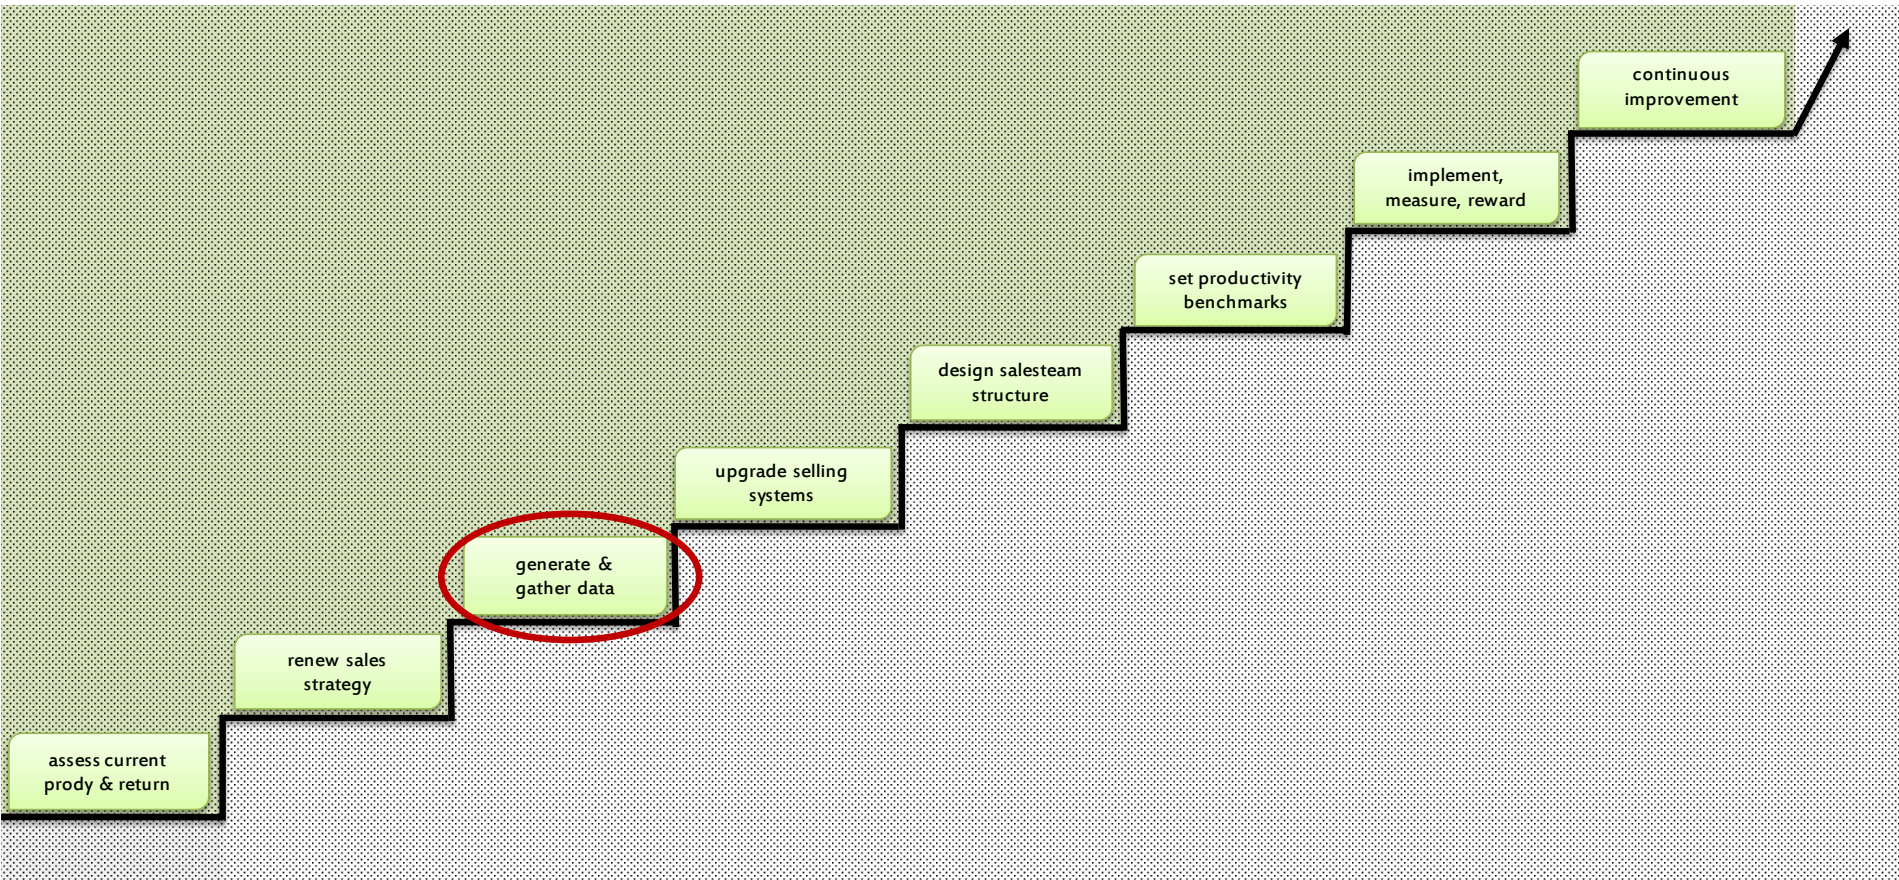 continuous
improvement
implement,
measure, reward
set productivity
benchmarks
design salesteam
structure
upgrade selling
systems
generate &
gather data
renew sales
strategy
assess current
prody & return